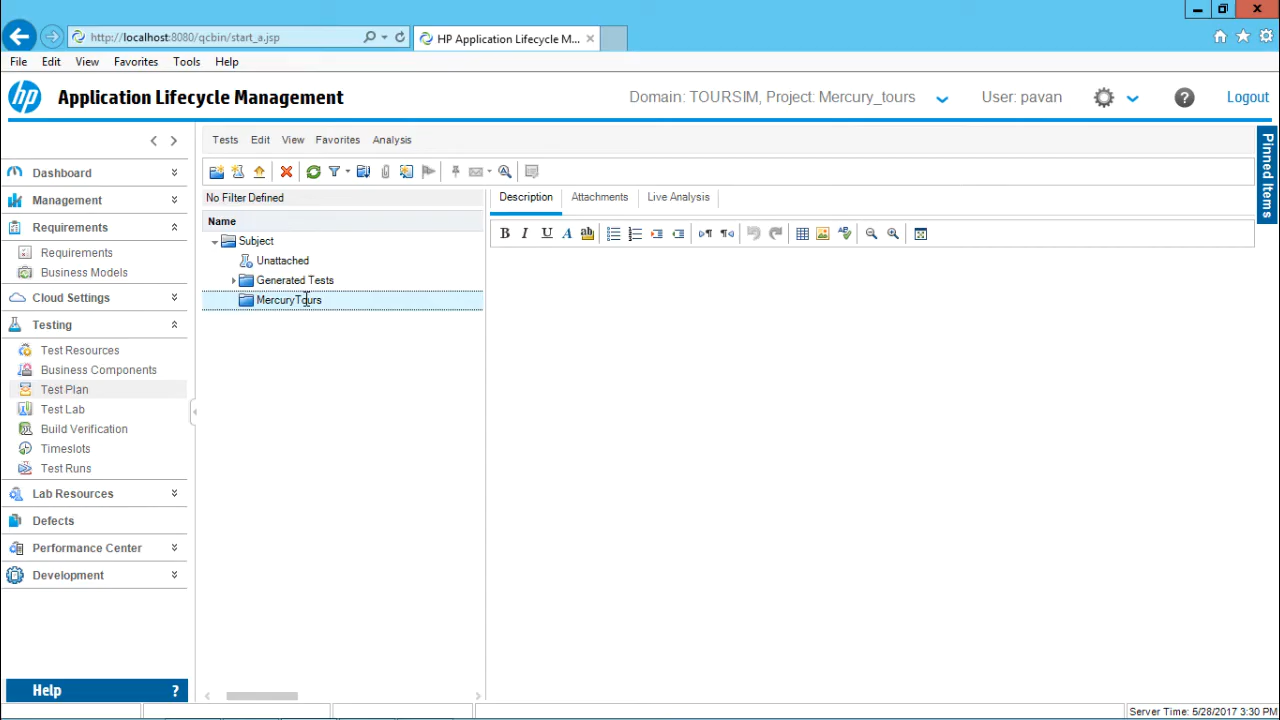 http://localhost:8080/qcbin/start_a.jsp
HP Application Lifecycle M...
File Edit View Favorites Tools Help
hp Application Lifecycle Management
Domain: TOURSIM, Project: Mercury_tours
User: pavan
Logout
Tests Edit View Favorites Analysis
Pinned Items
Dashboard
Management
Requirements
Requirements
Business Models
Cloud Settings
Testing
Test Resources
Business Components
Test Plan
Test Lab
Build Verification
Timeslots
Test Runs
Lab Resources
Defects
Performance Center
Development
Help ?
No Filter Defined
Name
Subject
Unattached
Generated Tests
MercuryTours
Description Attachments Live Analysis
B I U A ab
Server Time: 5/28/2017 3:30 PM